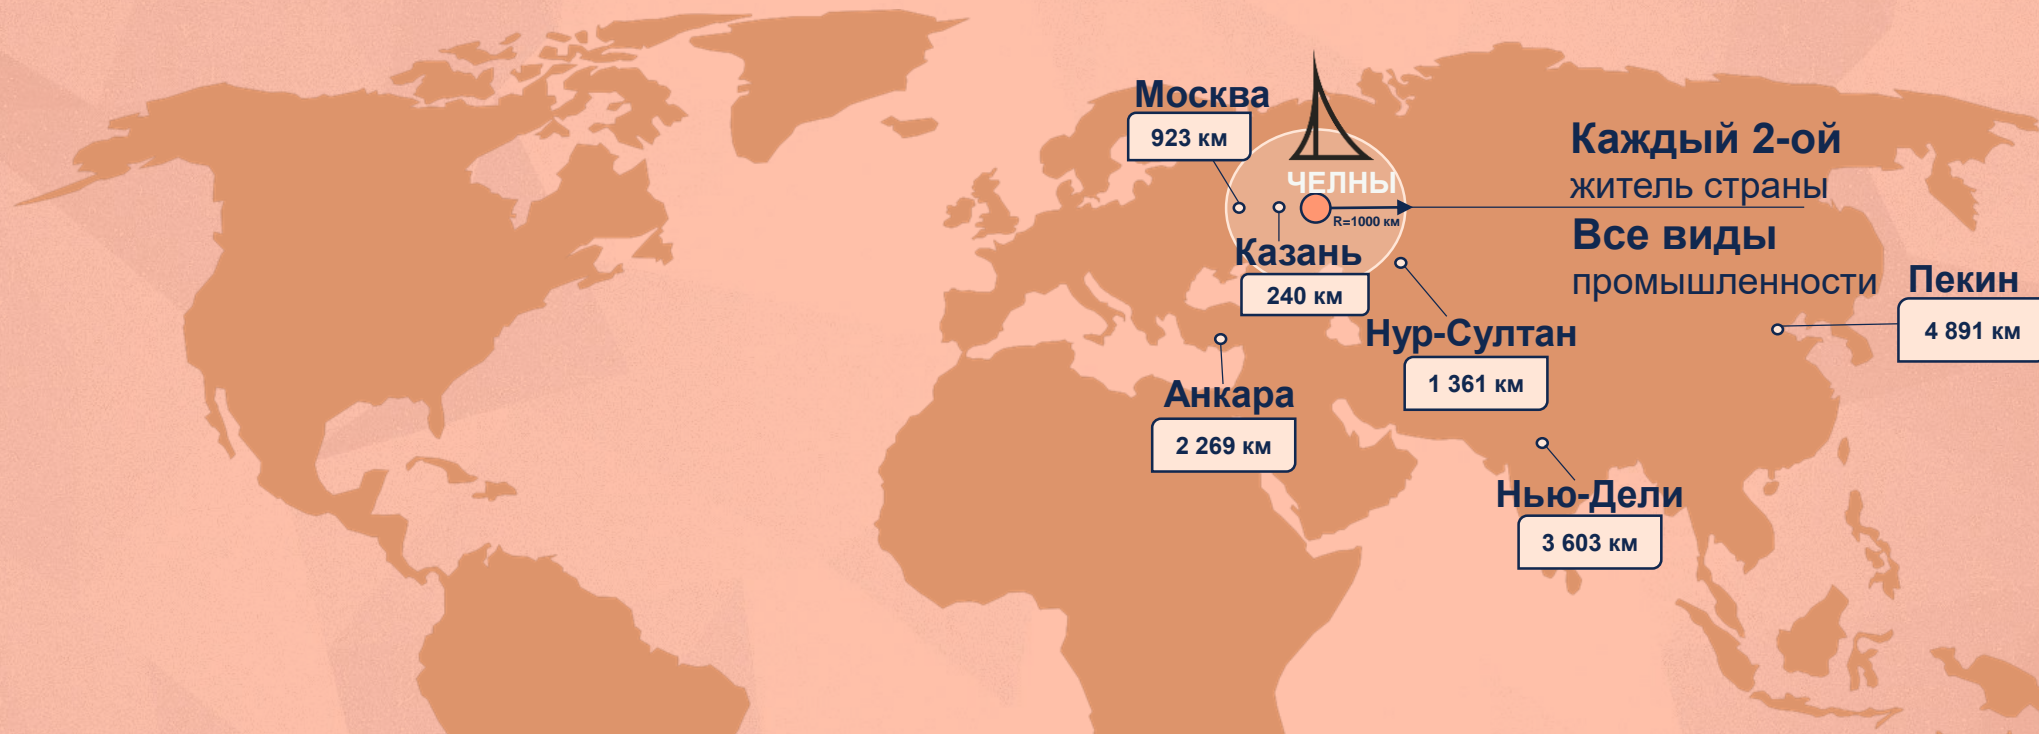 Москва
923 км
ЧЕЛНЫ
R=1000 км
Казань
240 км
Каждый 2-ой
житель страны
Все виды
промышленности
Пекин
4 891 км
Нур-Султан
1 361 км
Анкара
2 269 км
Нью-Дели
3 603 км